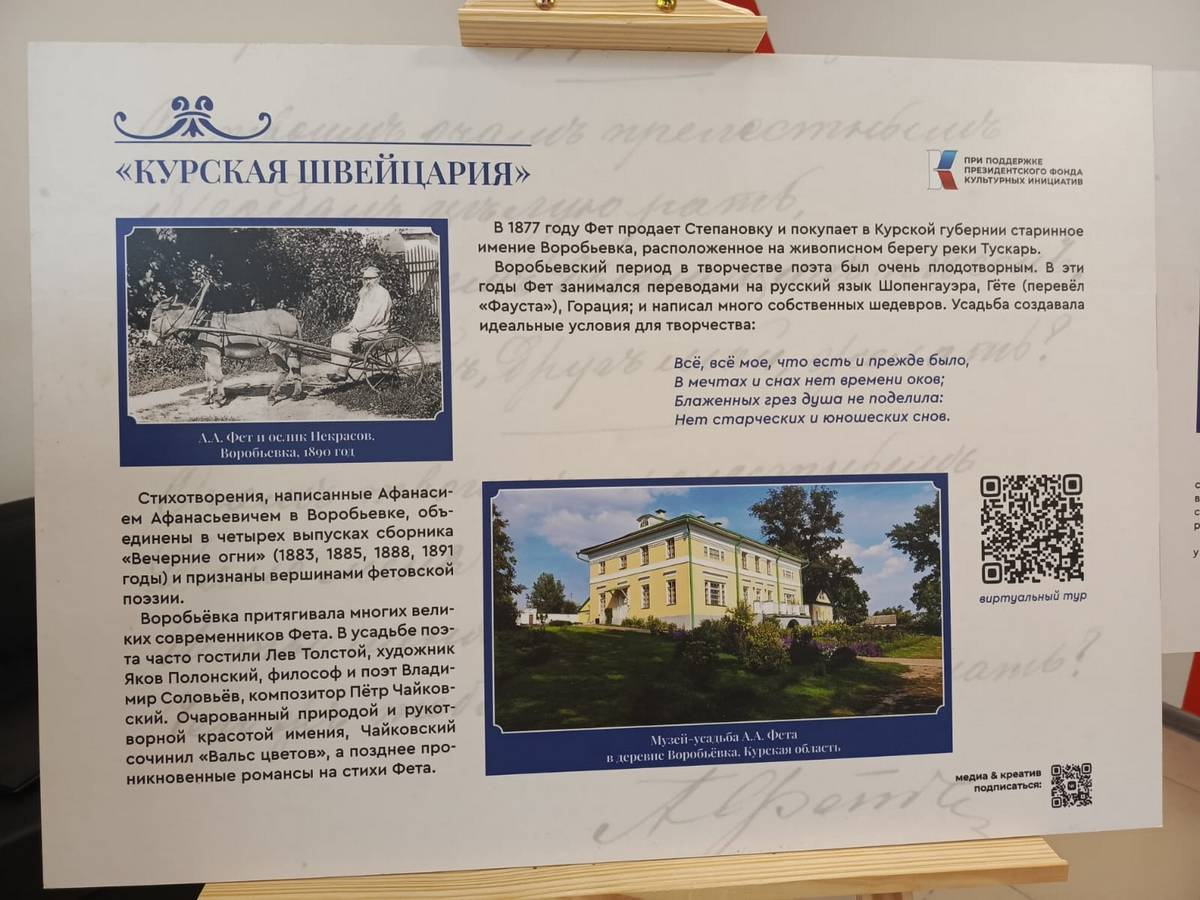 «КУРСКАЯ ШВЕЙЦАРИЯ»
ПРИ ПОДДЕРЖКЕ
ПРЕЗИДЕНТСКОГО ФОНДА
КУЛЬТУРНЫХ ИНИЦИАТИВ
В 1877 году Фет продает Степановку и покупает в Курской губернии старинное
имение Воробьевка, расположенное на живописном берегу реки Тускарь.
Воробьевский период в творчестве поэта был очень плодотворным. В эти
годы Фет занимался переводами на русский язык Шопенгауэра, Гёте (перевёл
«Фауста»), Горация; и написал много собственных шедевров. Усадьба создавала
идеальные условия для творчества:
Всё, всё мое, что есть и прежде было,
В мечтах и снах нет времени оков;
Блаженных грез душа не поделила:
Нет старческих и юношеских снов.
А.А. Фет и ослик Некрасов.
Воробьевка, 1890 год
Стихотворения, написанные Афанаси-
ем Афанасьевичем в Воробьевке, объ-
единены в четырех выпусках сборника
«Вечерние огни» (1883, 1885, 1888, 1891
годы) и признаны вершинами фетовской
поэзии.
Воробьёвка притягивала многих вели-
ких современников Фета. В усадьбе поэ-
та часто гостили Лев Толстой, художник
Яков Полонский, философ и поэт Влади-
мир Соловьёв, композитор Пётр Чайков-
ский. Очарованный природой и рукот-
ворной красотой имения, Чайковский
сочинил «Вальс цветов», а позднее про-
никновенные романсы на стихи Фета.
Музей-усадьба А.А. Фета
в деревне Воробьёвка, Курская область
виртуальный тур
медиа & креатив
подписаться: